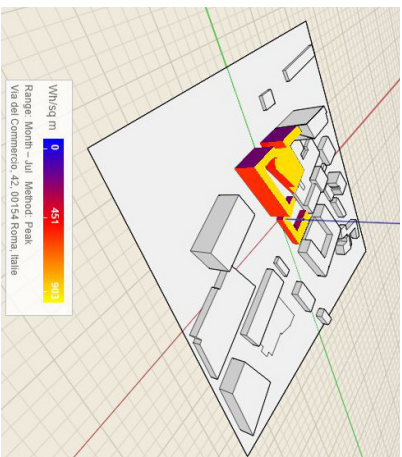 Wh/sq m
0 451 903
Range: Month – Jul Method: Peak
Via del Commercio, 42, 00154 Roma, Italie